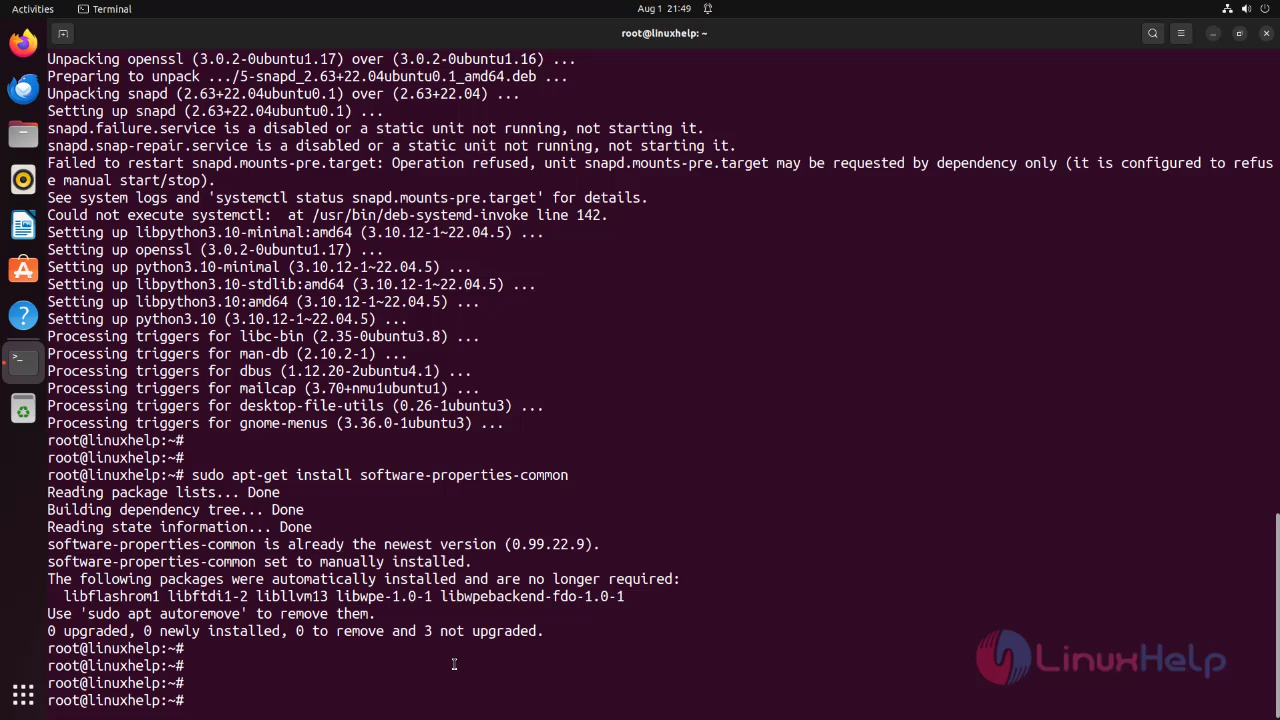 Activities Terminal Aug 1 21:49
root@linuxhelp: ~
Unpacking openssl (3.0.2-0ubuntu1.17) over (3.0.2-0ubuntu1.16) ...
Preparing to unpack .../5-snapd_2.63+22.04ubuntu0.1_amd64.deb ...
Unpacking snapd (2.63+22.04ubuntu0.1) over (2.63+22.04) ...
Setting up snapd (2.63+22.04ubuntu0.1) ...
snapd.failure.service is a disabled or a static unit not running, not starting it.
snapd.snap-repair.service is a disabled or a static unit not running, not starting it.
Failed to restart snapd.mounts-pre.target: Operation refused, unit snapd.mounts-pre.target may be requested by dependency only (it is configured to refus
e manual start/stop).
See system logs and 'systemctl status snapd.mounts-pre.target' for details.
Could not execute systemctl:  at /usr/bin/deb-systemd-invoke line 142.
Setting up libpython3.10-minimal:amd64 (3.10.12-1~22.04.5) ...
Setting up openssl (3.0.2-0ubuntu1.17) ...
Setting up python3.10-minimal (3.10.12-1~22.04.5) ...
Setting up libpython3.10-stdlib:amd64 (3.10.12-1~22.04.5) ...
Setting up libpython3.10:amd64 (3.10.12-1~22.04.5) ...
Setting up python3.10 (3.10.12-1~22.04.5) ...
Processing triggers for libc-bin (2.35-0ubuntu3.8) ...
Processing triggers for man-db (2.10.2-1) ...
Processing triggers for dbus (1.12.20-2ubuntu4.1) ...
Processing triggers for mailcap (3.70+nmu1ubuntu1) ...
Processing triggers for desktop-file-utils (0.26-1ubuntu3) ...
Processing triggers for gnome-menus (3.36.0-1ubuntu3) ...
root@linuxhelp:~#
root@linuxhelp:~#
root@linuxhelp:~# sudo apt-get install software-properties-common
Reading package lists... Done
Building dependency tree... Done
Reading state information... Done
software-properties-common is already the newest version (0.99.22.9).
software-properties-common set to manually installed.
The following packages were automatically installed and are no longer required:
  libflashrom1 libftdi1-2 libllvm13 libwpe-1.0-1 libwpebackend-fdo-1.0-1
Use 'sudo apt autoremove' to remove them.
0 upgraded, 0 newly installed, 0 to remove and 3 not upgraded.
root@linuxhelp:~#
root@linuxhelp:~#
root@linuxhelp:~#
root@linuxhelp:~#
LinuxHelp